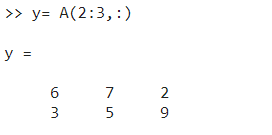 >> y= A(2:3,:)
y =
6 7 2
3 5 9